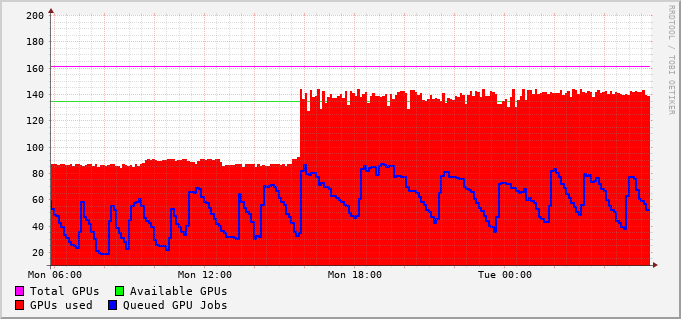 200
180
160
140
120
100
80
60
40
20
Mon 06:00 Mon 12:00 Mon 18:00 Tue 00:00
Total GPUs Available GPUs
GPUs used Queued GPU Jobs
RRDTOOL / TOBI OETIKER